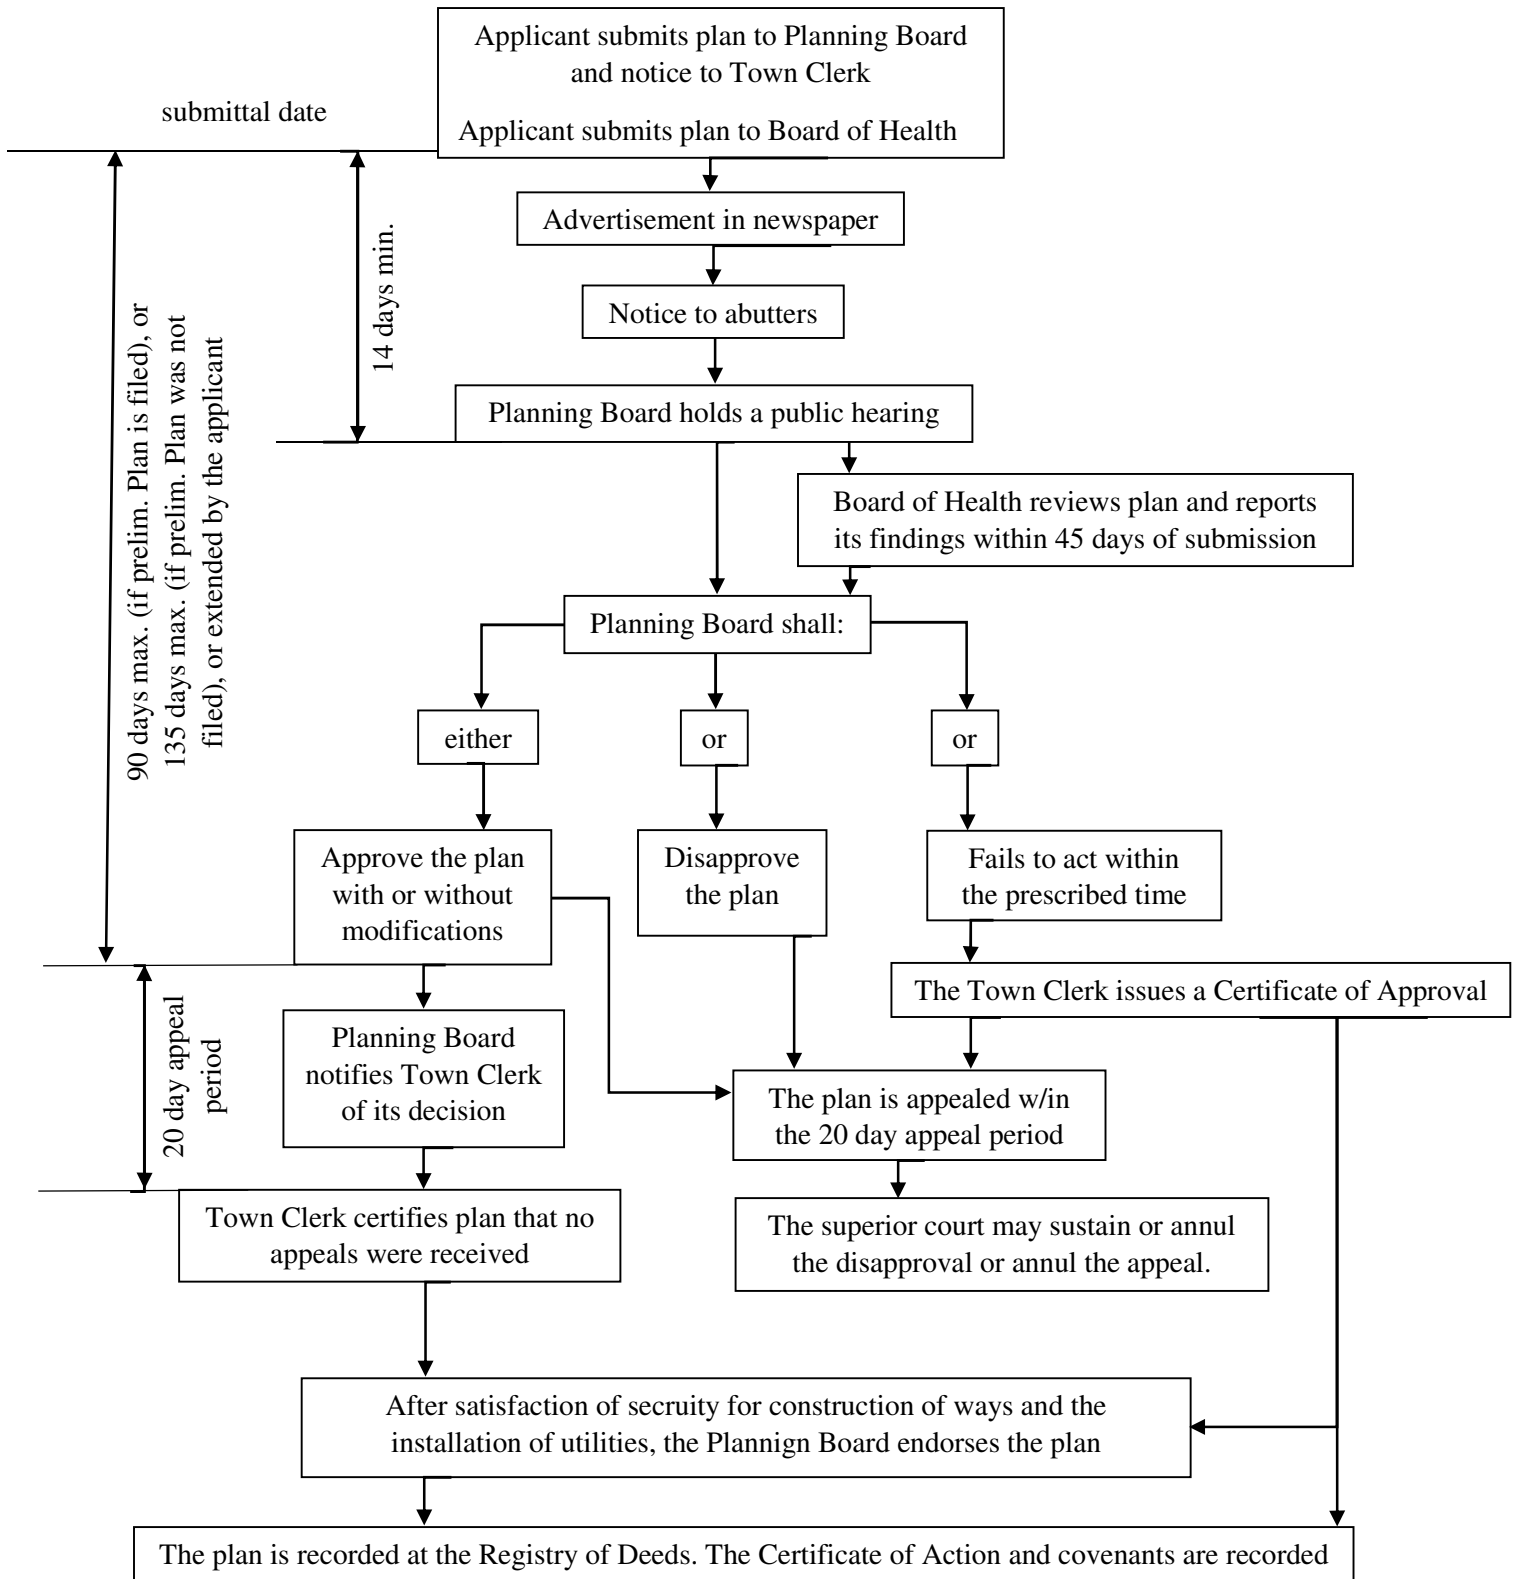 Applicant submits plan to Planning Board
and notice to Town Clerk
submittal date
Applicant submits plan to Board of Health
Advertisement in newspaper
14 days min.
Notice to abutters
90 days max. (if prelim. Plan is filed), or
135 days max. (if prelim. Plan was not
filed), or extended by the applicant
Planning Board holds a public hearing
Board of Health reviews plan and reports
its findings within 45 days of submission
Planning Board shall:
either
or
or
Approve the plan
with or without
modifications
Disapprove
the plan
Fails to act within
the prescribed time
The Town Clerk issues a Certificate of Approval
20 day appeal
period
Planning Board
notifies Town Clerk
of its decision
The plan is appealed w/in
the 20 day appeal period
Town Clerk certifies plan that no
appeals were received
The superior court may sustain or annul
the disapproval or annul the appeal.
After satisfaction of secruity for construction of ways and the
installation of utilities, the Plannign Board endorses the plan
The plan is recorded at the Registry of Deeds. The Certificate of Action and covenants are recorded